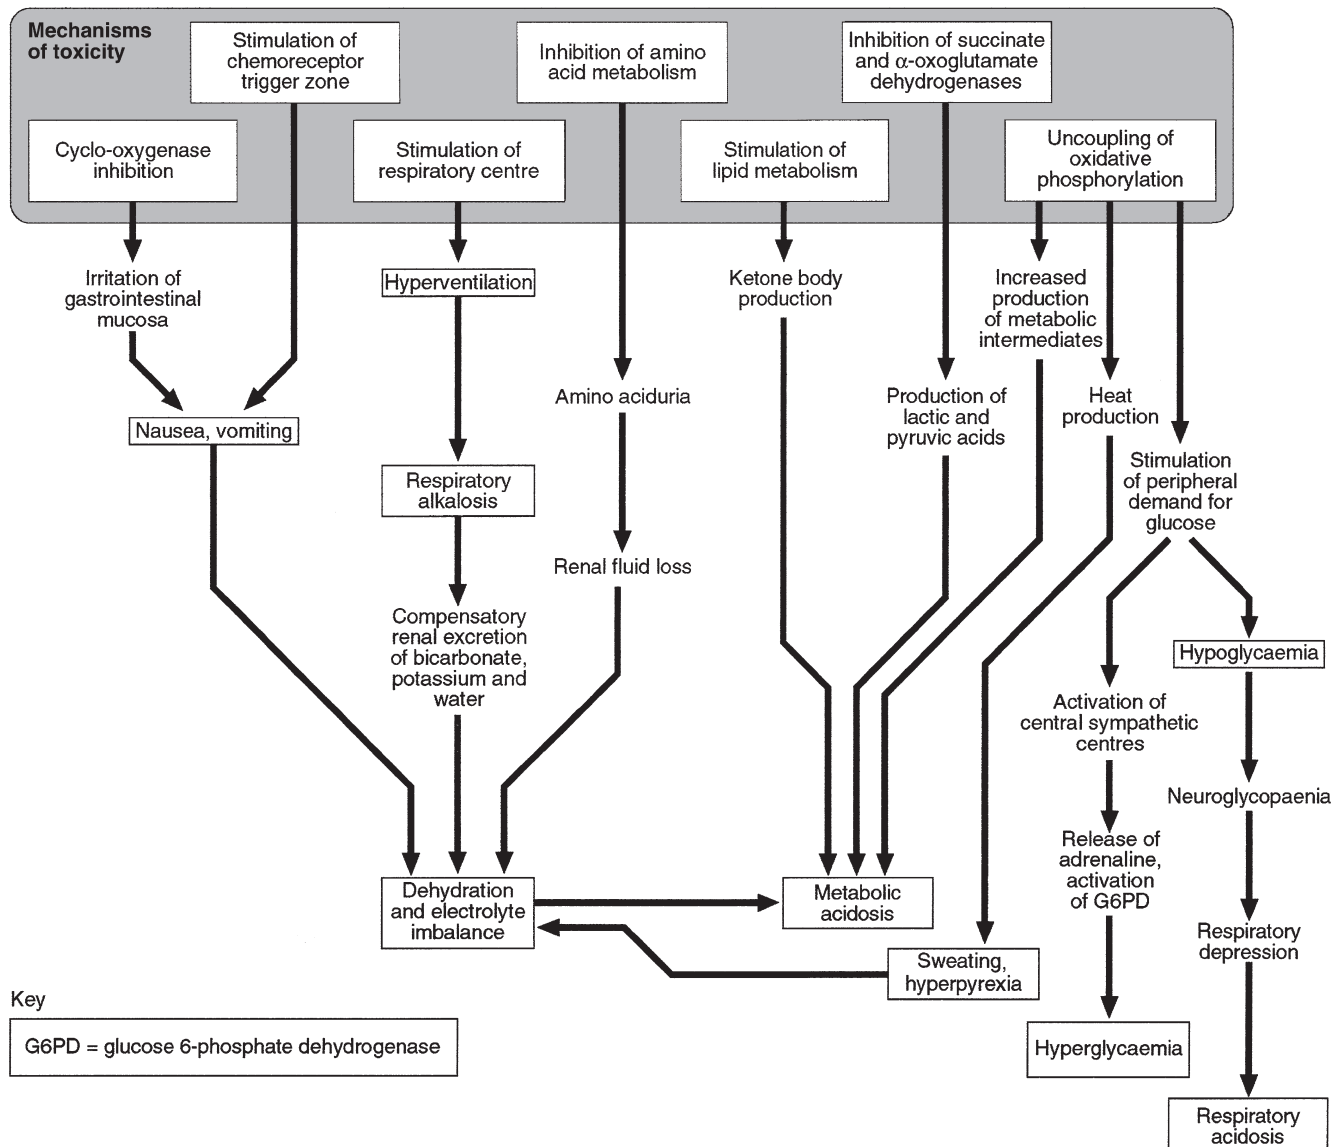 Mechanisms
of toxicity
Stimulation of
chemoreceptor
trigger zone
Inhibition of amino
acid metabolism
Inhibition of succinate
and α-oxoglutamate
dehydrogenases
Cyclo-oxygenase
inhibition
Stimulation of
respiratory centre
Stimulation of
lipid metabolism
Uncoupling of
oxidative
phosphorylation
Irritation of
gastrointestinal
mucosa
Hyperventilation
Ketone body
production
Increased
production
of metabolic
intermediates
Amino aciduria
Production of
lactic and
pyruvic acids
Heat
production
Nausea, vomiting
Respiratory
alkalosis
Stimulation
of peripheral
demand for
glucose
Renal fluid loss
Compensatory
renal excretion
of bicarbonate,
potassium and
water
Hypoglycaemia
Activation of
central sympathetic
centres
Neuroglycopaenia
Release of
adrenaline,
activation
of G6PD
Dehydration
and electrolyte
imbalance
Metabolic
acidosis
Respiratory
depression
Sweating,
hyperpyrexia
Key
G6PD = glucose 6-phosphate dehydrogenase
Hyperglycaemia
Respiratory
acidosis